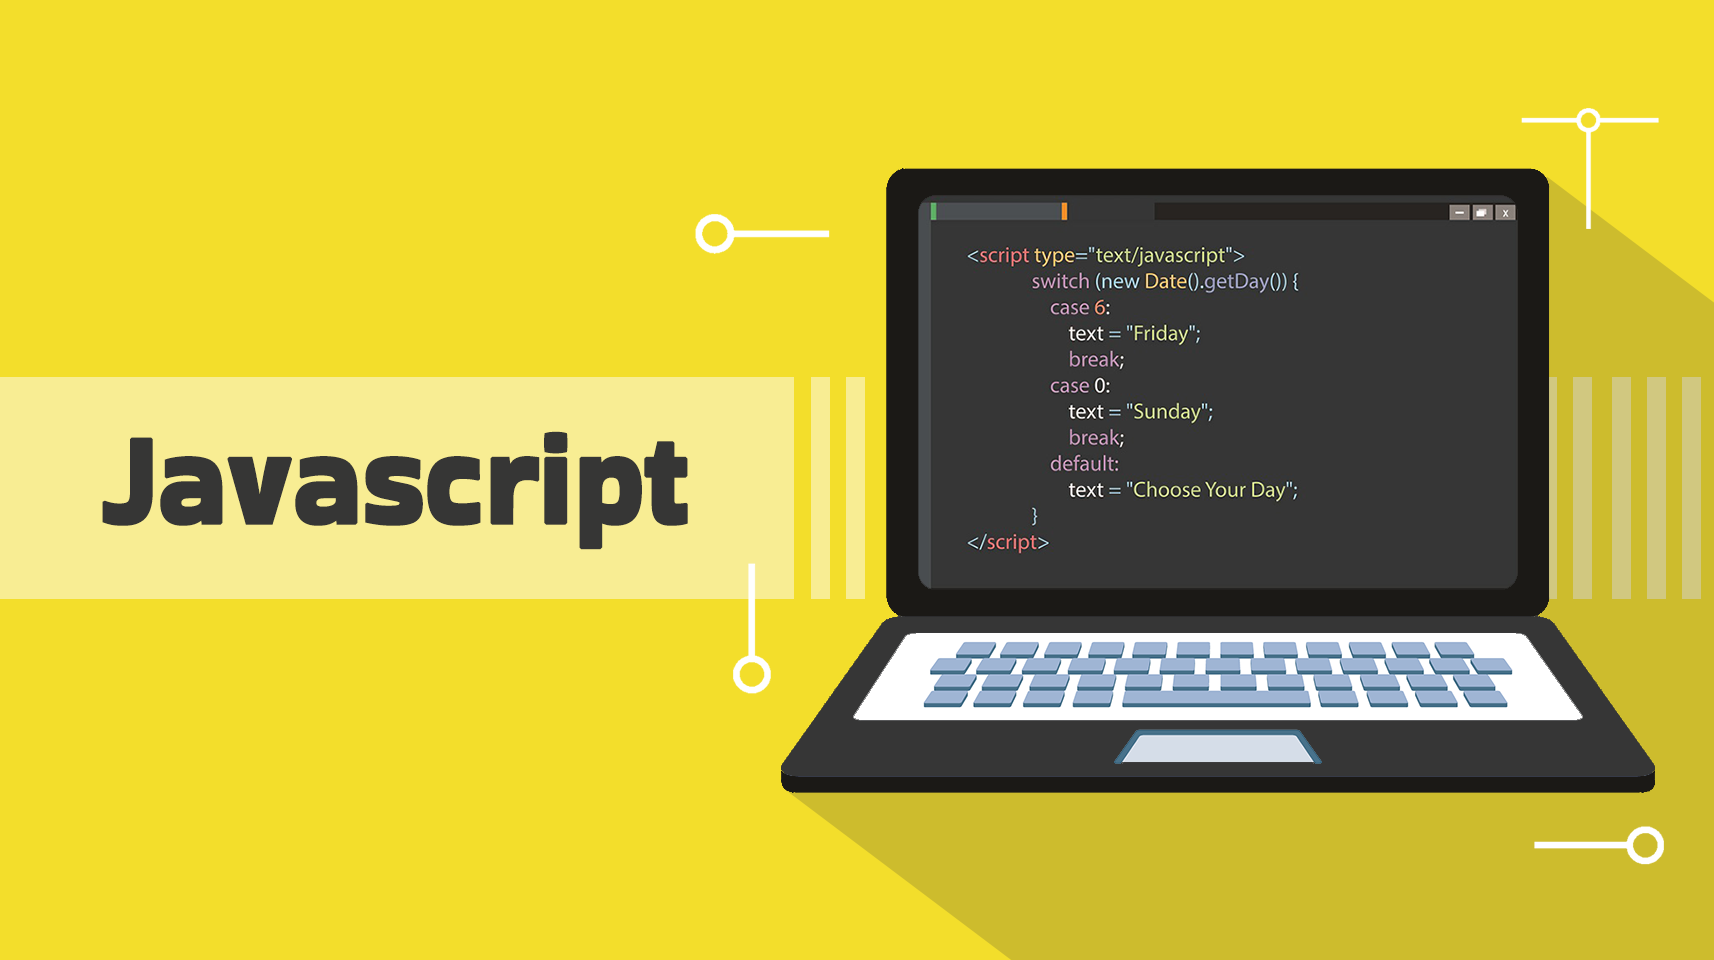 Javascript
<script type="text/javascript">
switch (new Date().getDay()) {
case 6:
text = "Friday";
break;
case 0:
text = "Sunday";
break;
default:
text = "Choose Your Day";
}
</script>